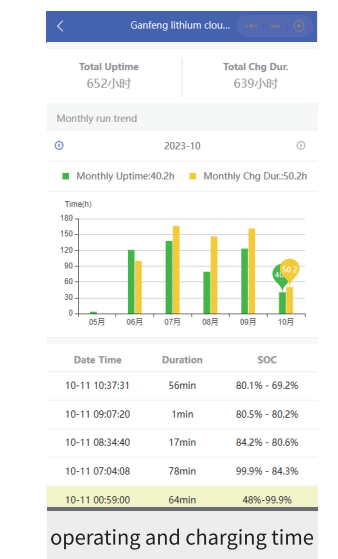 Ganfeng lithium clou...
Total Uptime
Total Chg Dur.
652小时
639小时
Monthly run trend
2023-10
Monthly Uptime:40.2h
Monthly Chg Dur.:50.2h
Time(h)
180
150
120
90
60
30
0
50.2
05月 06月 07月 08月 09月 10月
Date Time Duration SOC
10-11 10:37:31 56min 80.1% - 69.2%
10-11 09:07:20 1min 80.5% - 80.2%
10-11 08:34:40 17min 84.2% - 80.6%
10-11 07:04:08 78min 99.9% - 84.3%
10-11 00:59:00 64min 48%-99.9%
operating and charging time